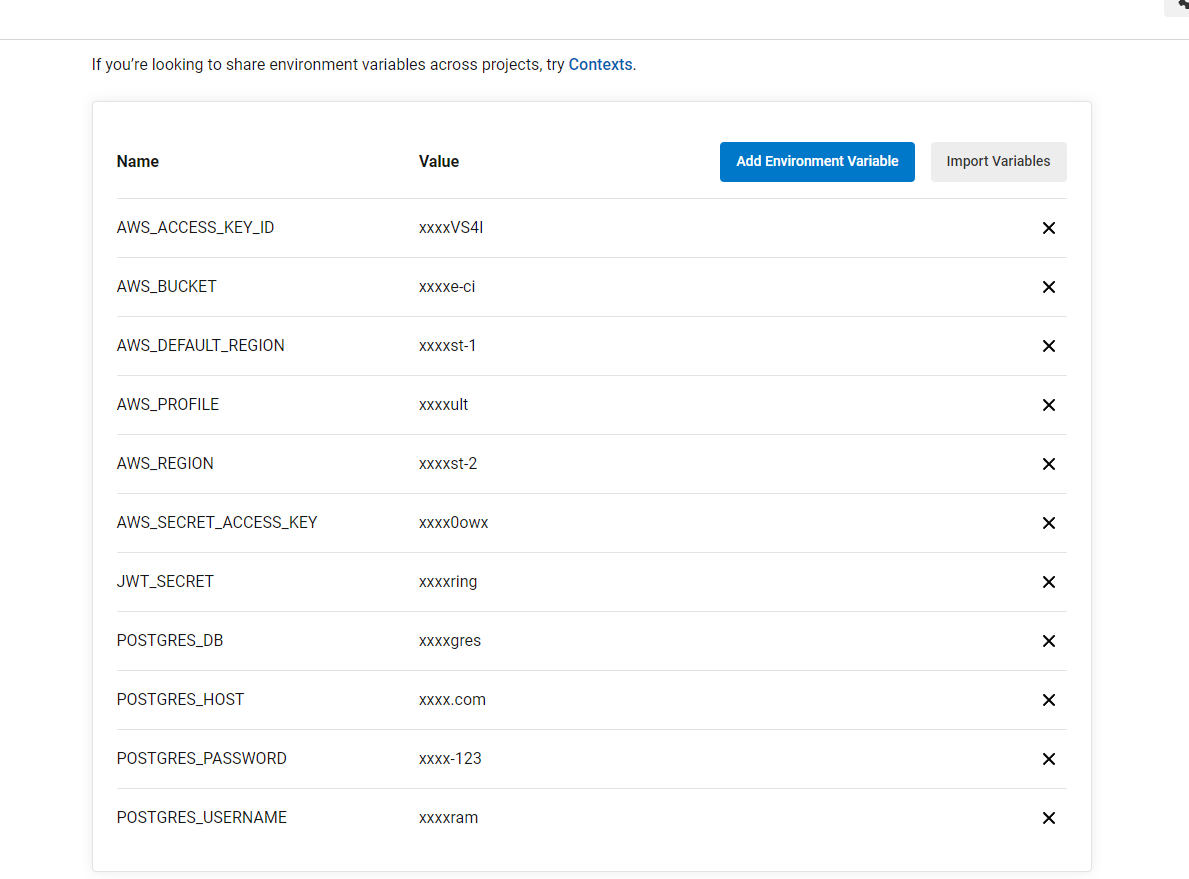 If you’re looking to share environment variables across projects, try Contexts.
Name Value Add Environment Variable Import Variables
AWS_ACCESS_KEY_ID xxxxVS4I
AWS_BUCKET xxxxe-ci
AWS_DEFAULT_REGION xxxxst-1
AWS_PROFILE xxxxult
AWS_REGION xxxxst-2
AWS_SECRET_ACCESS_KEY xxxx0owx
JWT_SECRET xxxxring
POSTGRES_DB xxxxgres
POSTGRES_HOST xxxx.com
POSTGRES_PASSWORD xxxx-123
POSTGRES_USERNAME xxxxram